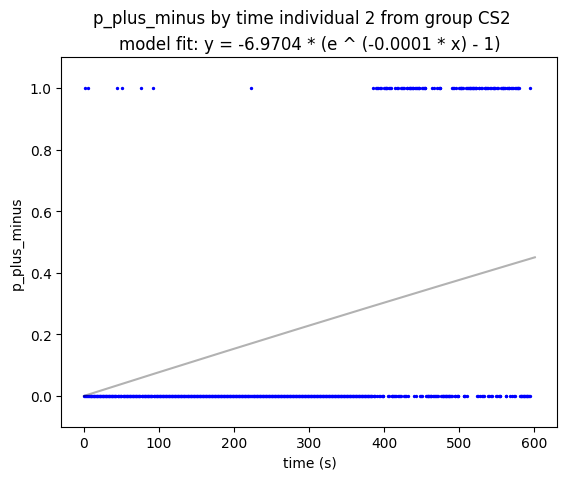 p_plus_minus by time individual 2 from group CS2
model fit: y = -6.9704 * (e ^ (-0.0001 * x) - 1)
1.0
0.8
0.6
0.4
0.2
0.0
p_plus_minus
0 100 200 300 400 500 600
time (s)